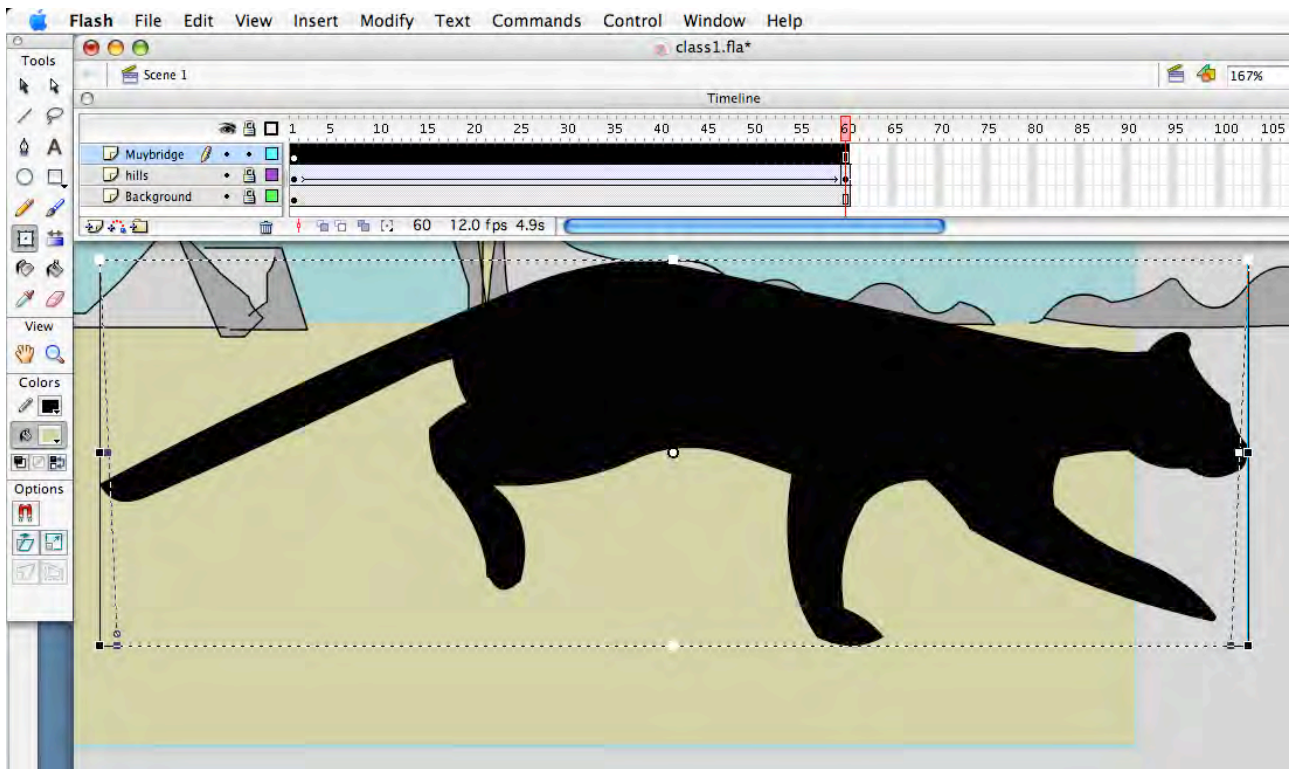 Flash File Edit View Insert Modify Text Commands Control Window Help
class1.fla*
Tools
Scene 1
167%
Timeline
1 5 10 15 20 25 30 35 40 45 50 55 60 65 70 75 80 85 90 95 100 105
Muybridge
hills
Background
60 12.0 fps 4.9s
A
View
Colors
Options